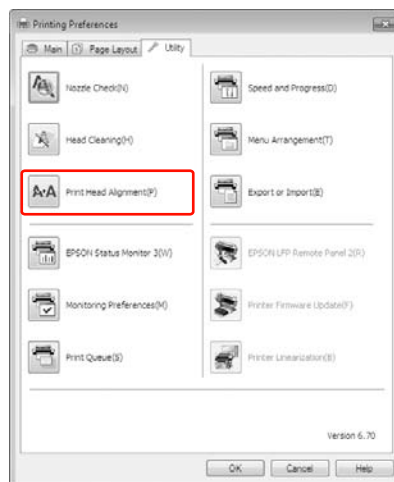 Printing Preferences
Main
Page Layout
Utility
Nozzle Check(N)
Speed and Progress(D)
Head Cleaning(H)
Menu Arrangement(T)
A·A
Print Head Alignment(P)
Export or Import(E)
EPSON Status Monitor 3(W)
EPSON LFP Remote Panel 2(R)
Monitoring Preferences(M)
Printer Firmware Update(F)
Print Queue(S)
Printer Linearization(B)
Version 6.70
OK
Cancel
Help